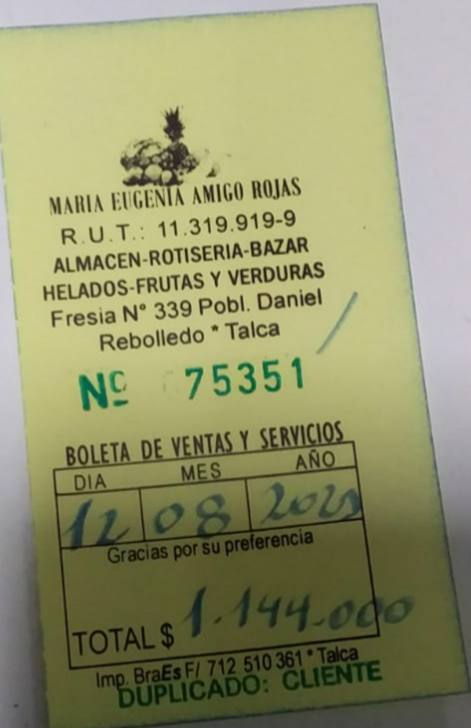 MARIA EUGENIA AMIGO ROJAS
R.U.T.: 11.319.919-9
ALMACEN-ROTISERIA-BAZAR
HELADOS-FRUTAS Y VERDURAS
Fresia N° 339 Pobl. Daniel
Rebolledo * Talca
Nº 75351
BOLETA DE VENTAS Y SERVICIOS
DIA MES AÑO
12 08
Gracias por su preferencia
TOTAL $ 1.144.000
Imp. BraEs F/ 712 510 361 * Talca
DUPLICADO: CLIENTE